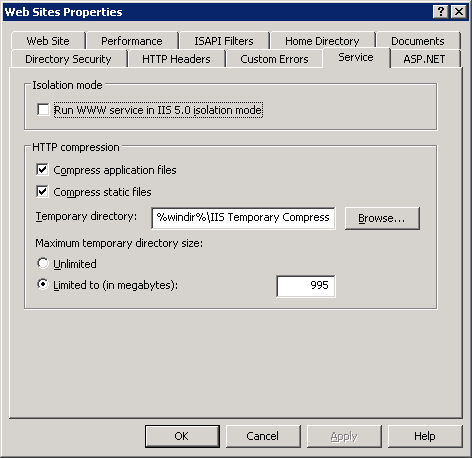 Web Sites Properties
Web Site Performance ISAPI Filters Home Directory Documents
Directory Security HTTP Headers Custom Errors Service ASP.NET
Isolation mode
Run WWW service in IIS 5.0 isolation mode
HTTP compression
Compress application files
Compress static files
Temporary directory: %windir%\IIS Temporary Compress Browse...
Maximum temporary directory size:
Unlimited
Limited to (in megabytes): 995
OK Cancel Apply Help